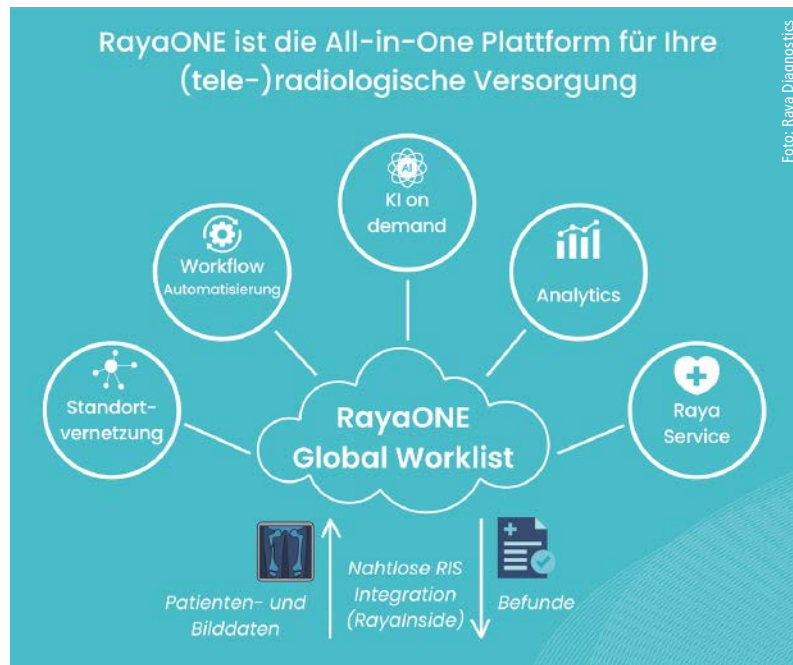 RayaONE ist die All-in-One Plattform für Ihre
(tele-)radiologische Versorgung
Foto: Raya Diagnostics
AI
KI on
demand
Workflow
Automatisierung
Analytics
Standort-
vernetzung
Raya
Service
RayaONE
Global Worklist
Patienten- und
Bilddaten
Nahtlose RIS
Integration
(RayaInside)
Befunde